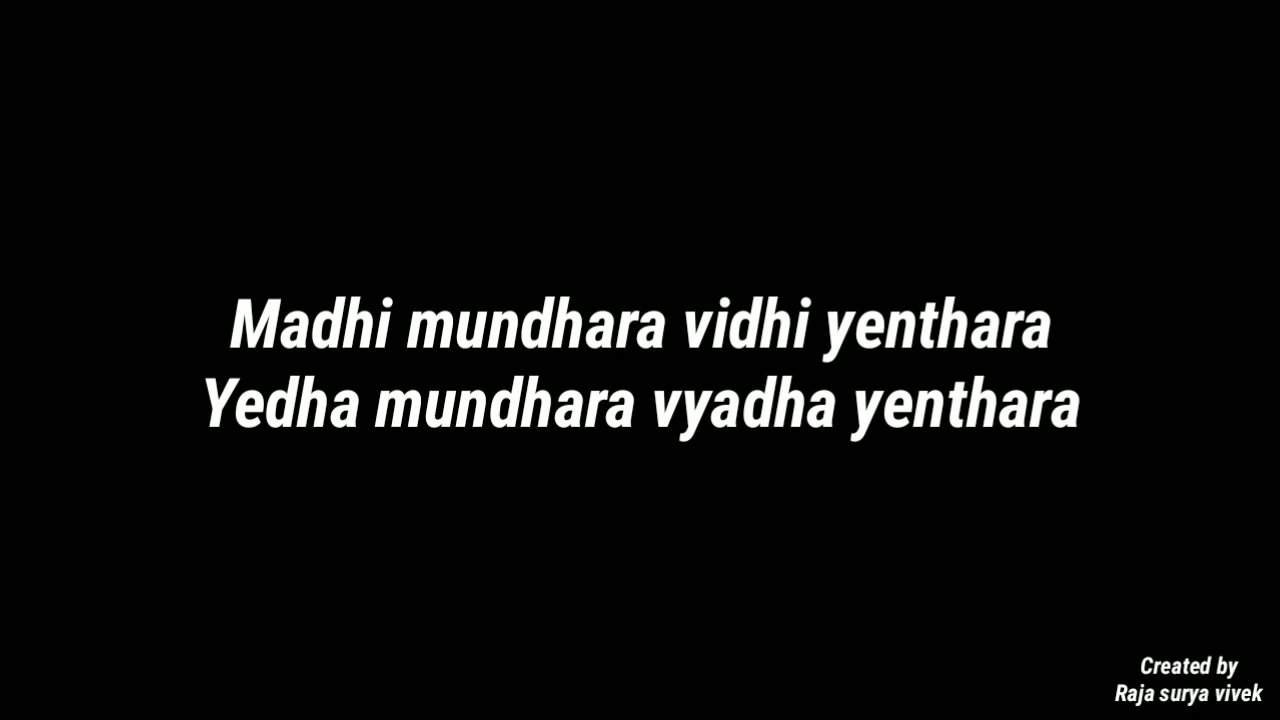 Madhi mundhara vidhi yenthara
Yedha mundhara vyadha yenthara
Created by
Raja surya vivek